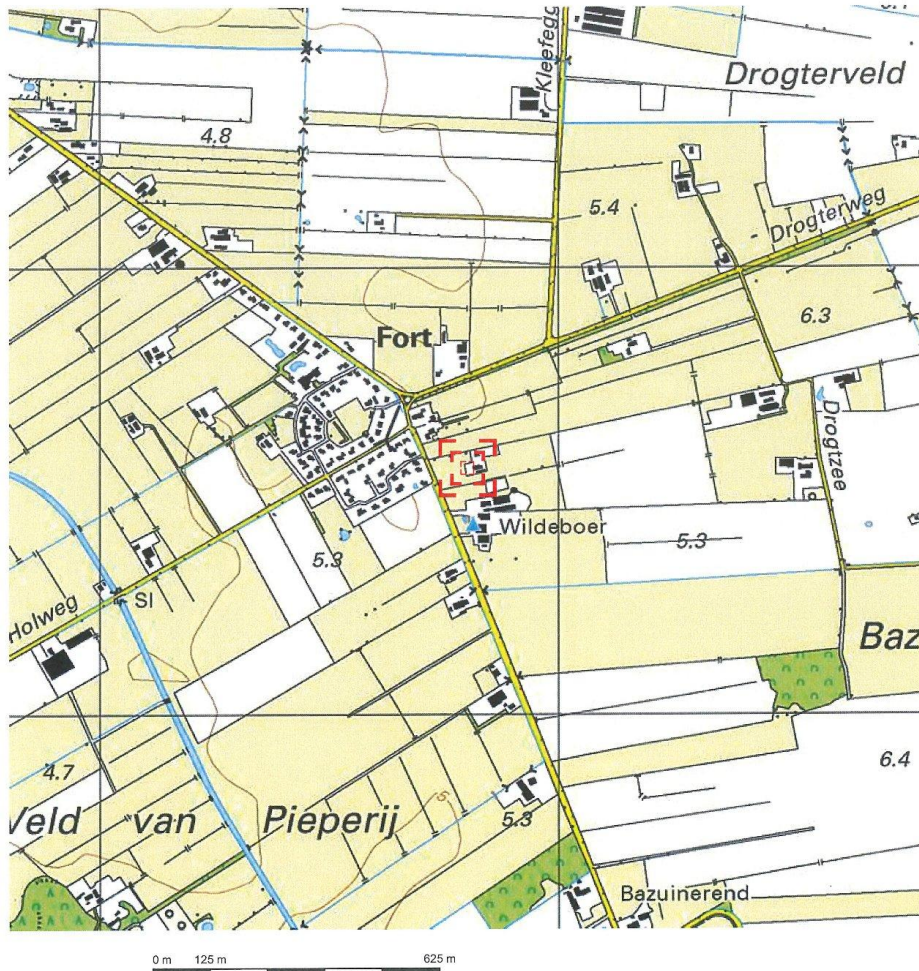 Kleefegg
Drogterveld
4.8
5.4
Drogterweg
6.3
Fort
Drogtzee
Wildeboer
5.3
5.3
Holweg
Sl
Baz
4.7
6.4
Veld van Pieperij
5
5.3
Bazuinerend
0 m 125 m 625 m